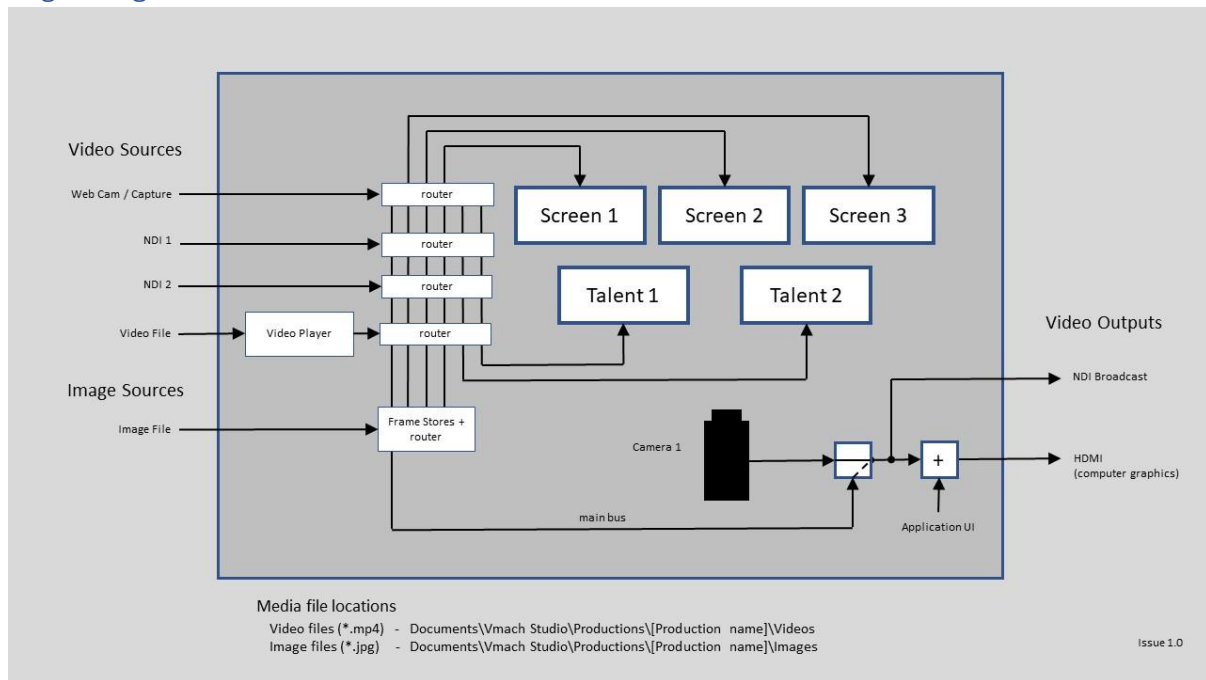 Video Sources
Web Cam / Capture
NDI 1
NDI 2
Video File
Video Player
router
router
router
router
Screen 1
Screen 2
Screen 3
Talent 1
Talent 2
Image Sources
Image File
Frame Stores +
router
Camera 1
main bus
+
Application UI
Video Outputs
NDI Broadcast
HDMI
(computer graphics)
Media file locations
Video files (*.mp4) - Documents\Vmach Studio\Productions\[Production name]\Videos
Image files (*.jpg) - Documents\Vmach Studio\Productions\[Production name]\Images
Issue 1.0